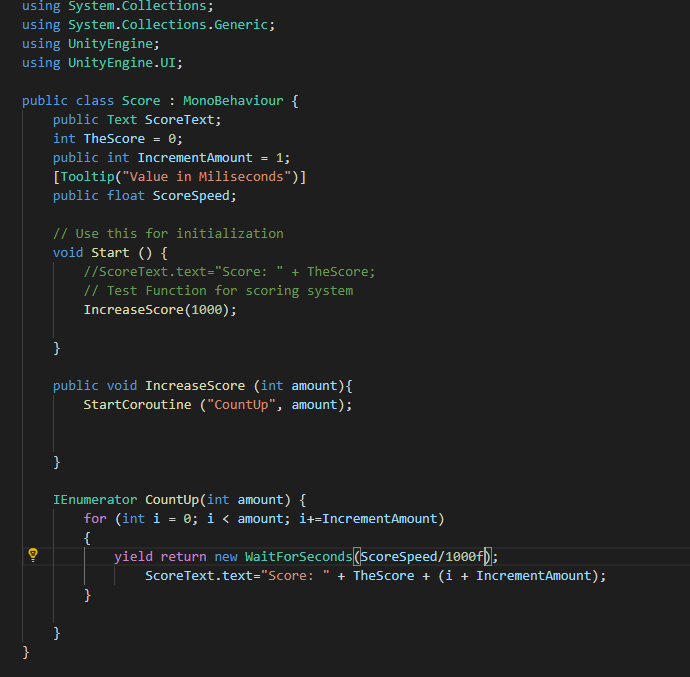 using System.Collections;
using System.Collections.Generic;
using UnityEngine;
using UnityEngine.UI;
public class Score : MonoBehaviour {
public Text ScoreText;
int TheScore = 0;
public int IncrementAmount = 1;
[Tooltip("Value in Miliseconds")]
public float ScoreSpeed;
// Use this for initialization
void Start () {
//ScoreText.text="Score: " + TheScore;
// Test Function for scoring system
IncreaseScore(1000);
}
public void IncreaseScore (int amount){
StartCoroutine ("CountUp", amount);
}
IEnumerator CountUp(int amount) {
for (int i = 0; i < amount; i+=IncrementAmount)
{
yield return new WaitForSeconds(ScoreSpeed/1000f);
ScoreText.text="Score: " + TheScore + (i + IncrementAmount);
}
}
}